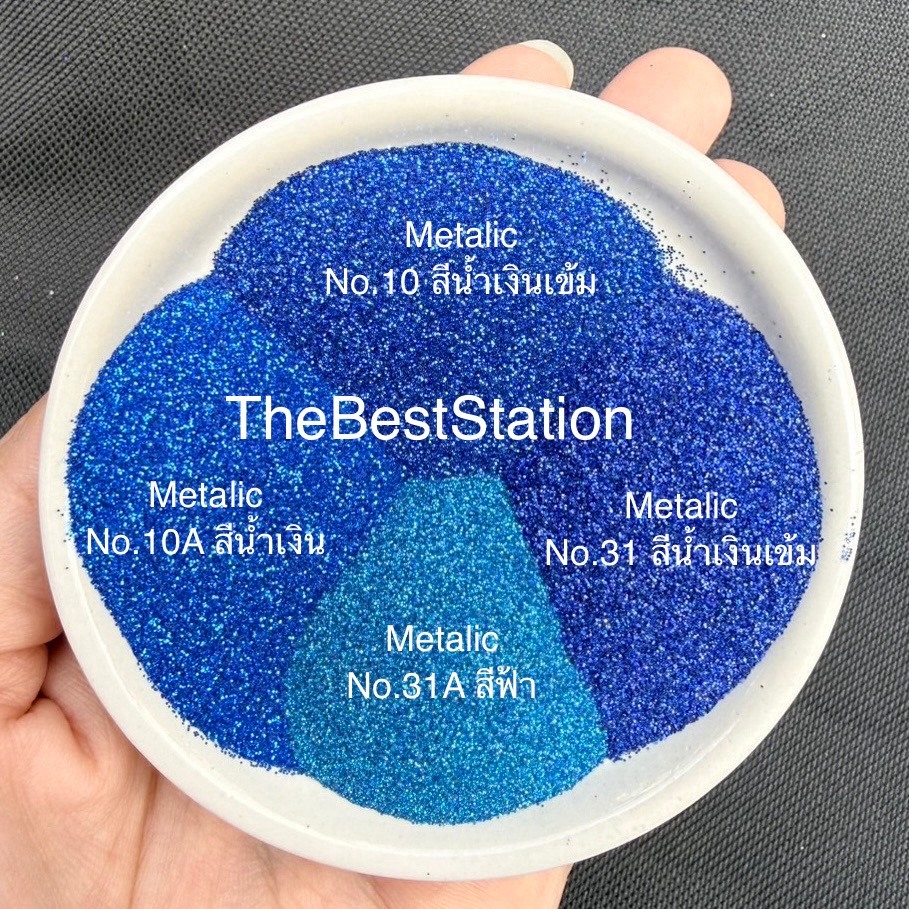 Metalic
No.10 สีน้ำเงินเข้ม
TheBestStation
Metalic
No.10A สีน้ำเงิน
Metalic
No.31 สีน้ำเงินเข้ม
Metalic
No.31A สีฟ้า